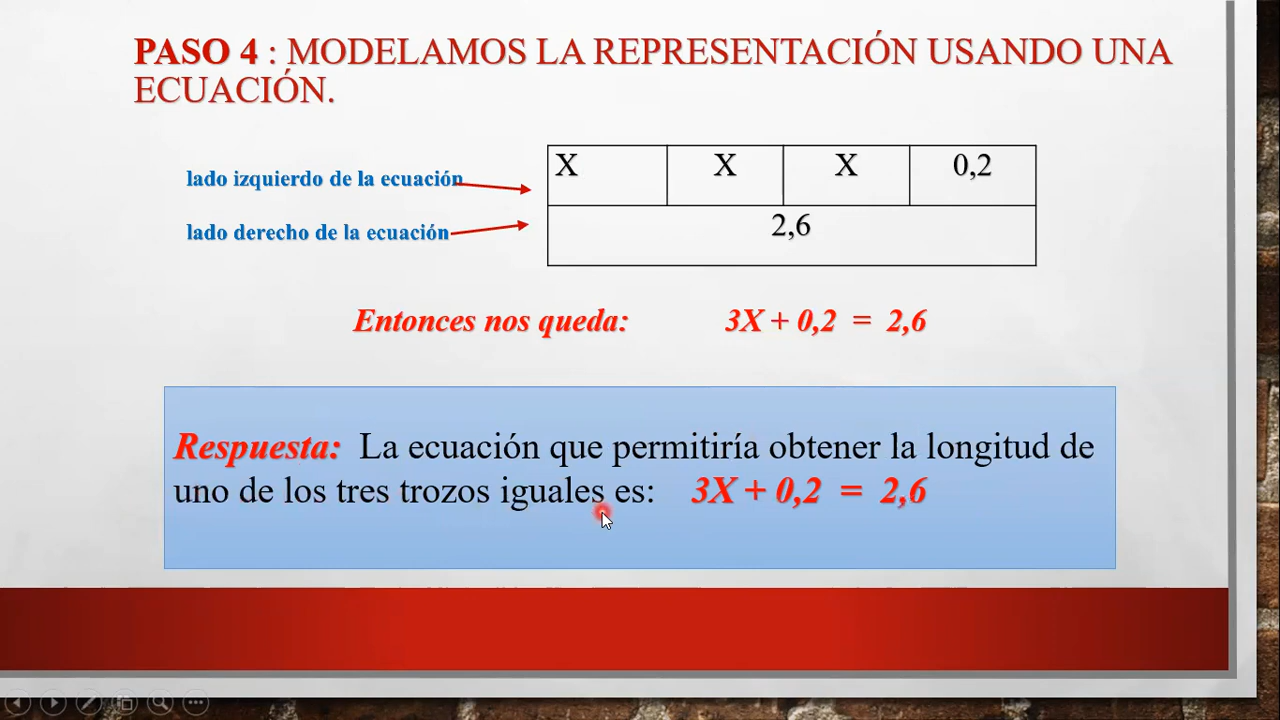 PASO 4 : MODELAMOS LA REPRESENTACIÓN USANDO UNA
ECUACIÓN.
lado izquierdo de la ecuación
X X X 0,2
lado derecho de la ecuación
2,6
Entonces nos queda: 3X + 0,2 = 2,6
Respuesta: La ecuación que permitiría obtener la longitud de
uno de los tres trozos iguales es: 3X + 0,2 = 2,6